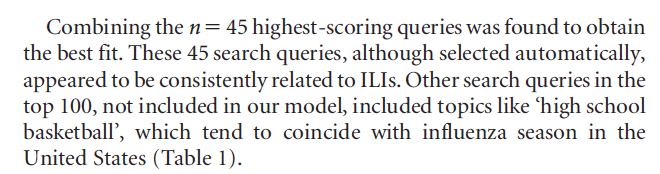 Combining the n = 45 highest-scoring queries was found to obtain
the best fit. These 45 search queries, although selected automatically,
appeared to be consistently related to ILIs. Other search queries in the
top 100, not included in our model, included topics like ‘high school
basketball’, which tend to coincide with influenza season in the
United States (Table 1).